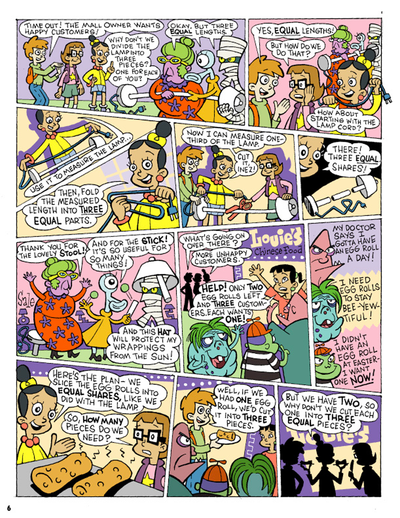 TIME OUT! THE MALL OWNER WANTS
HAPPY CUSTOMERS!
WHY DON'T WE
DIVIDE THE
LAMP INTO
THREE
PIECES?
ONE FOR
EACH OF
YOU?
OKAY, BUT THREE
EQUAL LENGTHS.
YES, EQUAL LENGTHS!
BUT HOW DO WE
DO THAT?
HOW ABOUT
STARTING WITH THE
LAMP CORD?
USE IT TO MEASURE THE LAMP...
THEN, FOLD
THE MEASURED
LENGTH INTO THREE
EQUAL PARTS.
NOW I CAN MEASURE ONE-
THIRD OF THE LAMP.
CUT
IT,
INEZ!
THERE!
THREE EQUAL
SHARES!
THANK YOU FOR
THE LOVELY STOOL!
AND FOR THE STICK!
IT'S SO USEFUL FOR
SO MANY
THINGS!
AND THIS HAT
WILL PROTECT MY
WRAPPINGS
FROM THE SUN!
Sale
WHAT'S GOING ON
OVER THERE?
MORE UNHAPPY
CUSTOMERS.
Louie's
Chinese Food
HELP! ONLY TWO
EGG ROLLS LEFT
AND THREE CUSTOM-
ERS. EACH WANTS
ONE!
MY DOCTOR
SAYS I
GOTTA HAVE
AN EGG ROLL
A DAY!
I NEED
EGG ROLLS
TO STAY
BEE-YEW-
TIFUL!
I DIDN'T
HAVE AN
EGG ROLL
AT EASTER.
I WANT
ONE NOW!
HERE'S THE PLAN— WE
SLICE THE EGG ROLLS INTO
EQUAL SHARES, LIKE WE
DID WITH THE LAMP.
SO, HOW MANY
PIECES DO WE
NEED?
WELL, IF WE
HAD ONE EGG
ROLL, WE'D CUT
IT INTO THREE
PIECES.
BUT WE HAVE TWO, SO
WHY DON'T WE CUT EACH
ONE INTO THREE
EQUAL PIECES?
Louie's
6